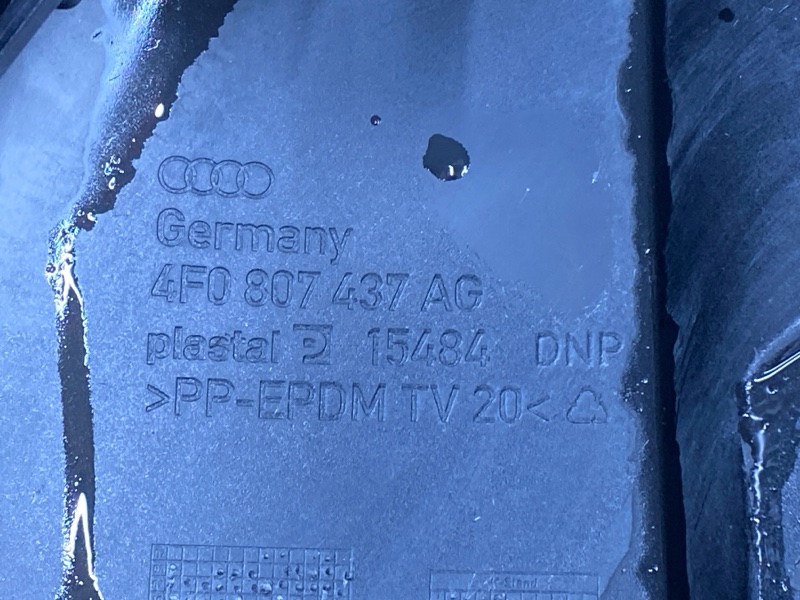 Germany
4F0 807 437 AG
plastal 15484 DNP
>PP-EPDM TV 20<